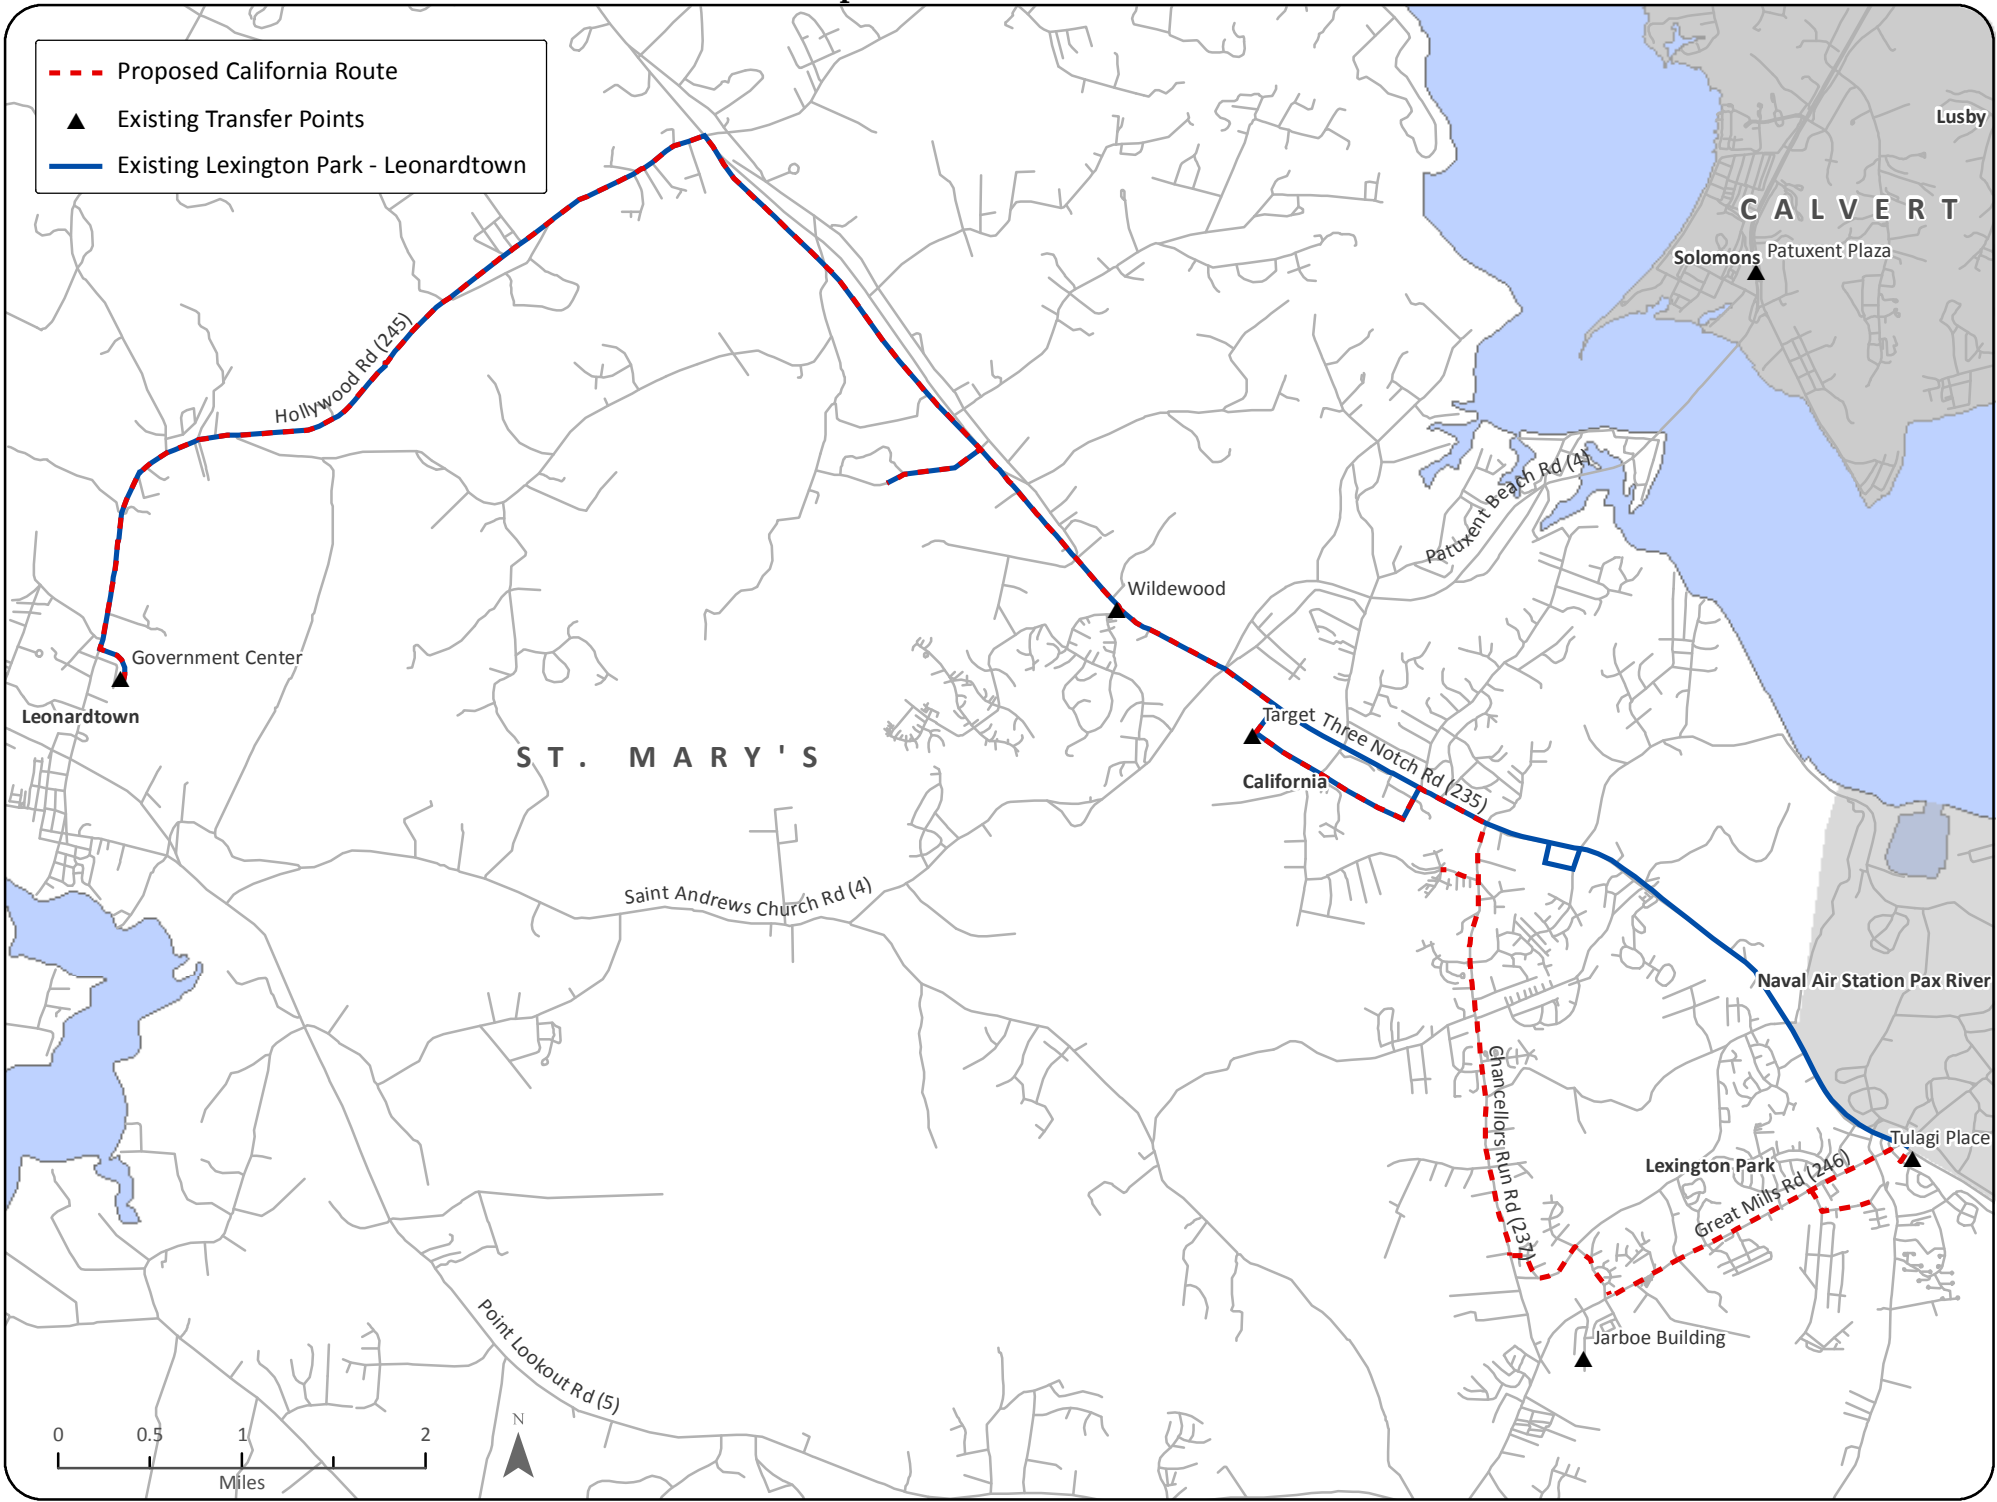 Proposed California Route
Existing Transfer Points
Existing Lexington Park - Leonardtown
Lusby
CALVERT
Solomons
Patuxent Plaza
Hollywood Rd (245)
Patuxent Beach Rd (4)
Wildewood
Government Center
Leonardtown
Target
Three Notch Rd (235)
ST. MARY'S
California
Saint Andrews Church Rd (4)
Naval Air Station Pax River
Chancellors Run Rd (237)
Tulagi Place
Lexington Park
Great Mills Rd (246)
Jarboe Building
Point Lookout Rd (5)
N
0 0.5 1 2
Miles